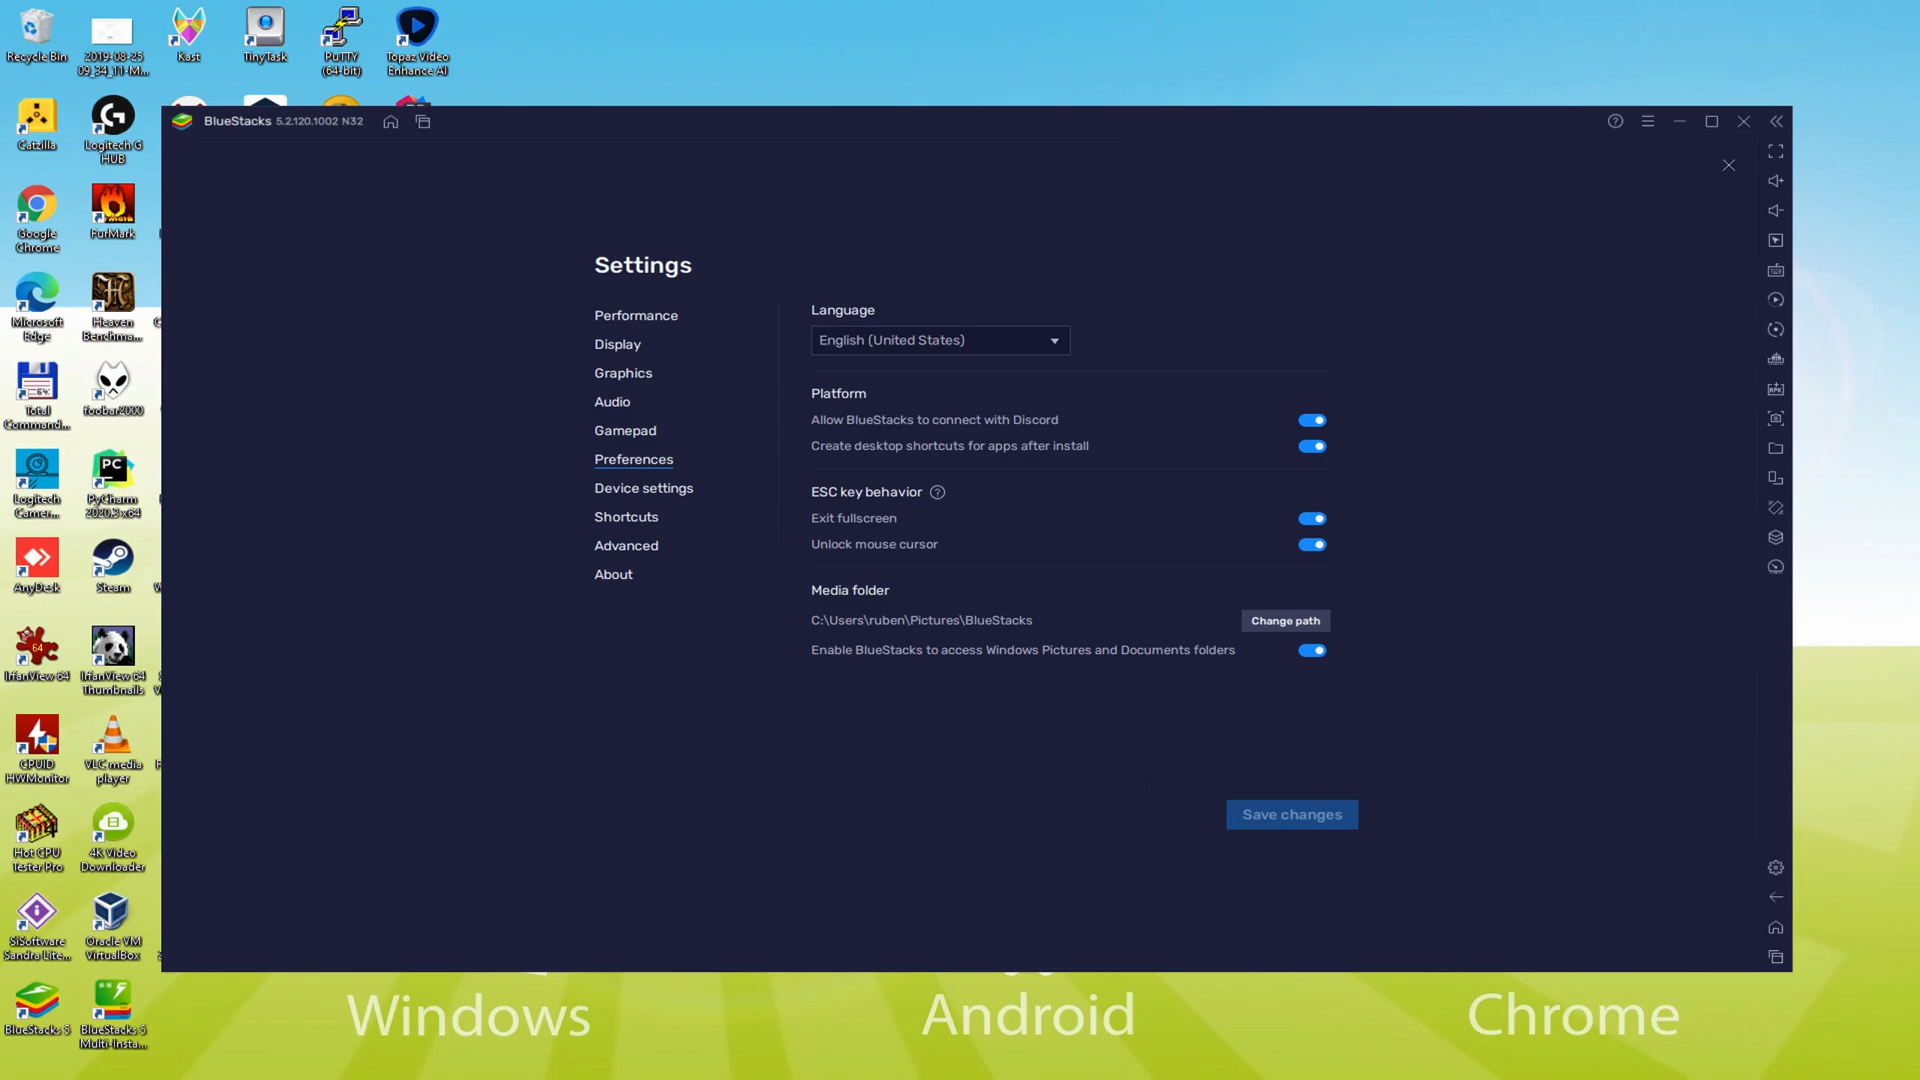 Recycle Bin
2019-08-25
09_34_11-M...
Kast
TinyTask
PuTTY
(64-bit)
Topaz Video
Enhance AI
Catzilla
Logitech G
HUB
Google
Chrome
FurMark
Microsoft
Edge
Heaven
Benchma...
Total
Command...
foobar2000
Logitech
Camer...
PyCharm
2020.3 x64
AnyDesk
Steam
IrfanView 64
IrfanView 64
Thumbnails
CPUID
HWMonitor
VLC media
player
Hot CPU
Tester Pro
4K Video
Downloader
SiSoftware
Sandra Lite...
Oracle VM
VirtualBox
BlueStacks 5
BlueStacks 5
Multi-Insta...
BlueStacks 5.2.120.1002 N32
Settings
Performance
Display
Graphics
Audio
Gamepad
Preferences
Device settings
Shortcuts
Advanced
About
Language
English (United States)
Platform
Allow BlueStacks to connect with Discord
Create desktop shortcuts for apps after install
ESC key behavior
Exit fullscreen
Unlock mouse cursor
Media folder
C:\Users\ruben\Pictures\BlueStacks
Change path
Enable BlueStacks to access Windows Pictures and Documents folders
Save changes
Windows
Android
Chrome